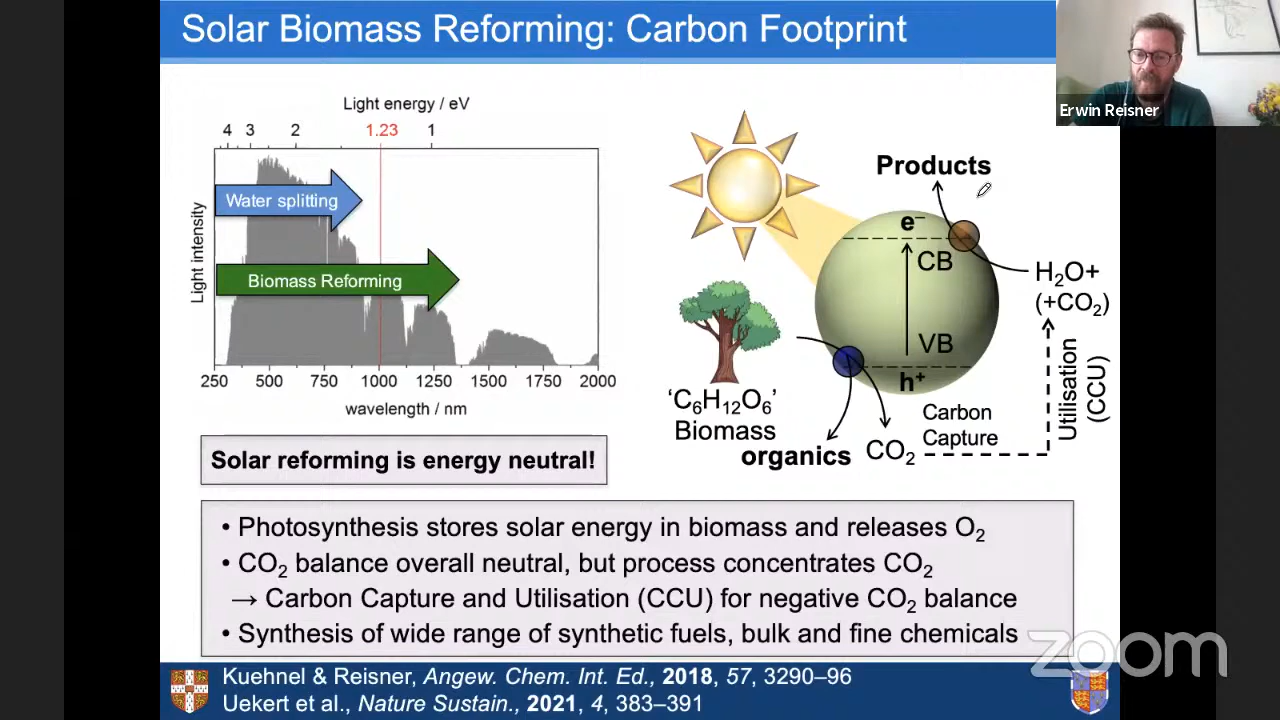 Solar Biomass Reforming: Carbon Footprint
Erwin Reisner
Light energy / eV
4 3 2 1.23 1
Water splitting
Biomass Reforming
Light intensity
250 500 750 1000 1250 1500 1750 2000
wavelength / nm
Solar reforming is energy neutral!
Products
e⁻
CB
H₂O+
(+CO₂)
VB
h⁺
'C₆H₁₂O₆'
Biomass
organics
CO₂
Carbon
Capture
Utilisation
(CCU)
• Photosynthesis stores solar energy in biomass and releases O₂
• CO₂ balance overall neutral, but process concentrates CO₂
→ Carbon Capture and Utilisation (CCU) for negative CO₂ balance
• Synthesis of wide range of synthetic fuels, bulk and fine chemicals
zoom
Kuehnel & Reisner, Angew. Chem. Int. Ed., 2018, 57, 3290–96
Uekert et al., Nature Sustain., 2021, 4, 383–391